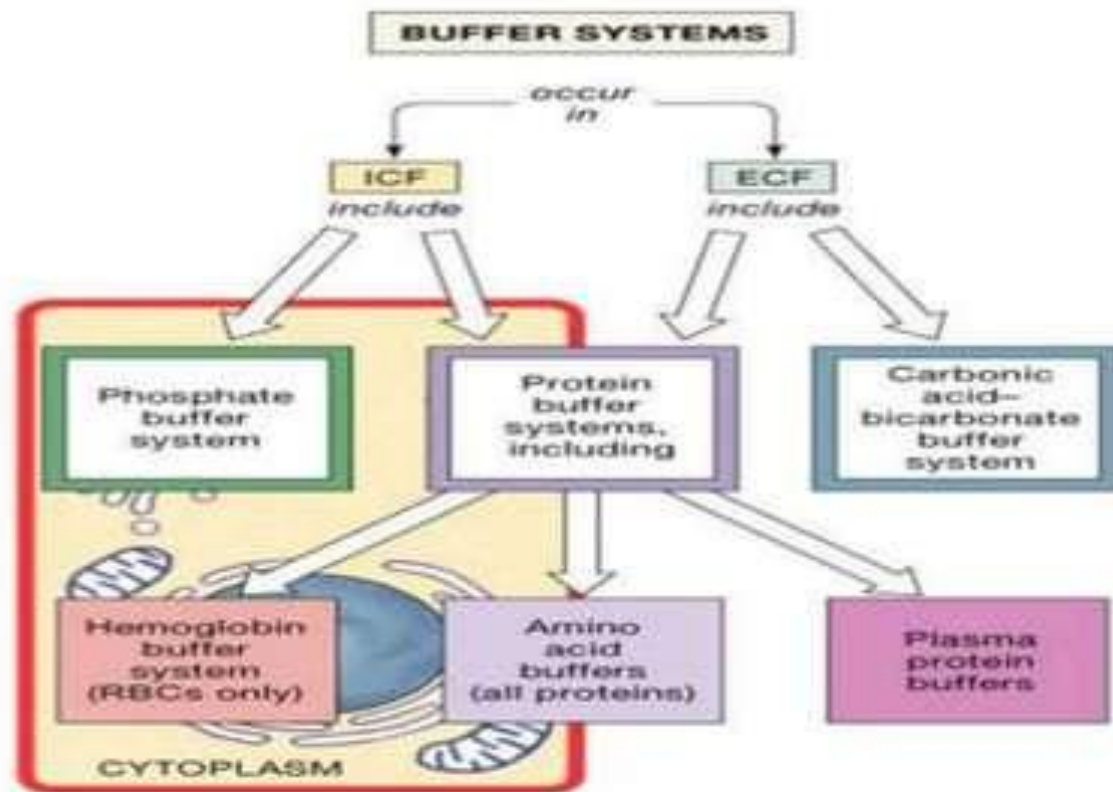 BUFFER SYSTEMS
occur
in
ICF
include
ECF
include
Phosphate
buffer
system
Protein
buffer
systems,
including
Carbonic
acid–
bicarbonate
buffer
system
Hemoglobin
buffer
system
(RBCs only)
Amino
acid
buffers
(all proteins)
Plasma
protein
buffers
CYTOPLASM